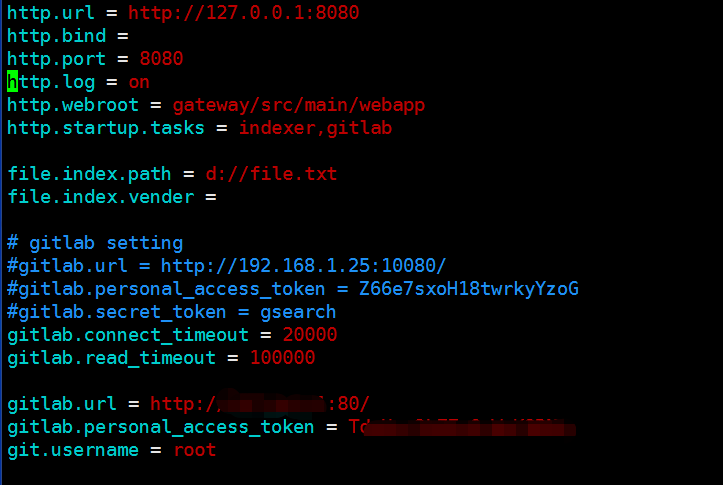 http.url = http://127.0.0.1:8080
http.bind =
http.port = 8080
http.log = on
http.webroot = gateway/src/main/webapp
http.startup.tasks = indexer,gitlab
file.index.path = d://file.txt
file.index.vender =
# gitlab setting
#gitlab.url = http://192.168.1.25:10080/
#gitlab.personal_access_token = Z66e7sxoH18twrkyYzoG
#gitlab.secret_token = gsearch
gitlab.connect_timeout = 20000
gitlab.read_timeout = 100000
gitlab.url = http:/ :80/
gitlab.personal_access_token =
git.username = root